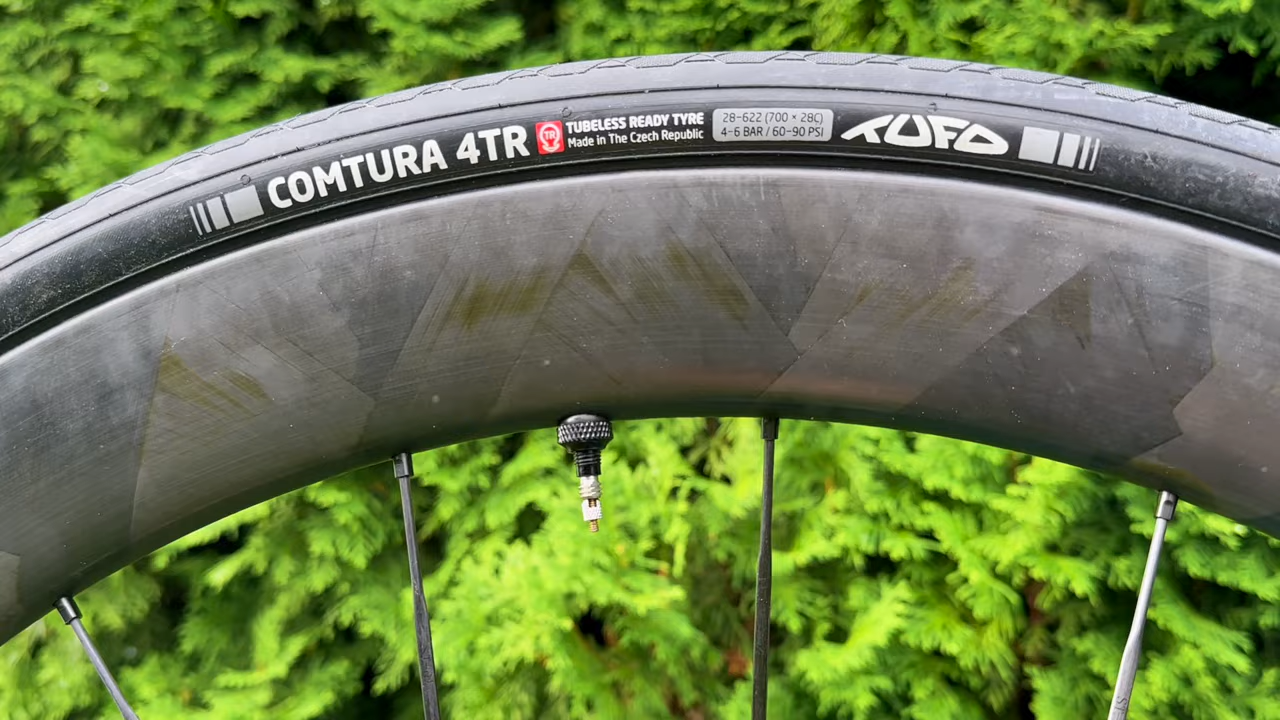 COMTURA 4TR
TR
TUBELESS READY TYRE
Made in The Czech Republic
28-622 (700 × 28C)
4-6 BAR / 60-90 PSI
TUFO